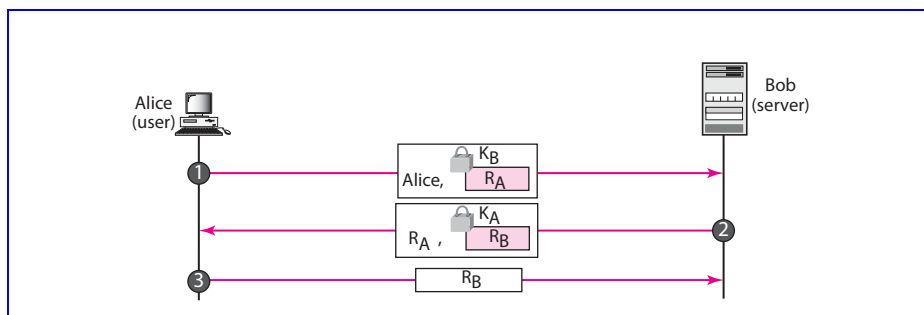 Alice
(user)
Bob
(server)
1
K_B
Alice, R_A
K_A
R_A , R_B
2
3
R_B